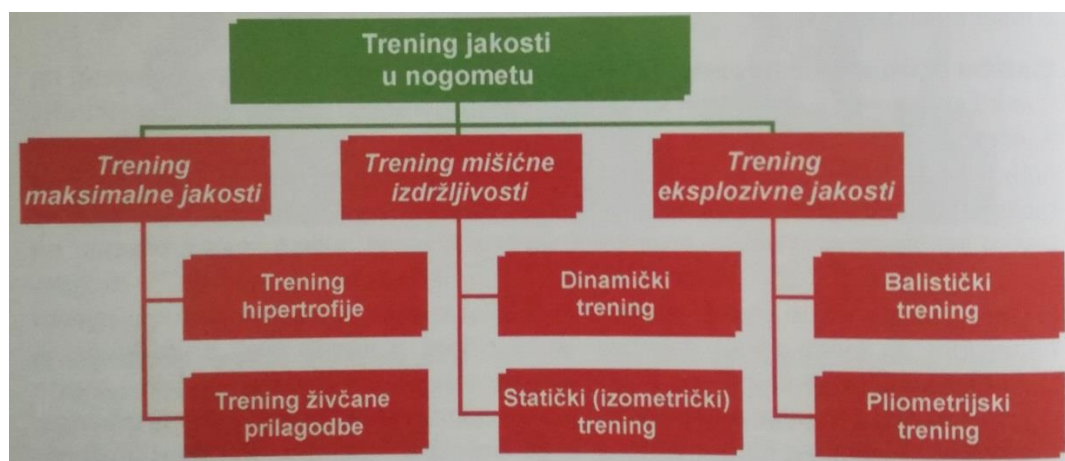 Trening jakosti
u nogometu
Trening
maksimalne jakosti
Trening mišićne
izdržljivosti
Trening
eksplozivne jakosti
Trening
hipertrofije
Dinamički
trening
Balistički
trening
Trening živčane
prilagodbe
Statički (izometrički)
trening
Pliometrijski
trening